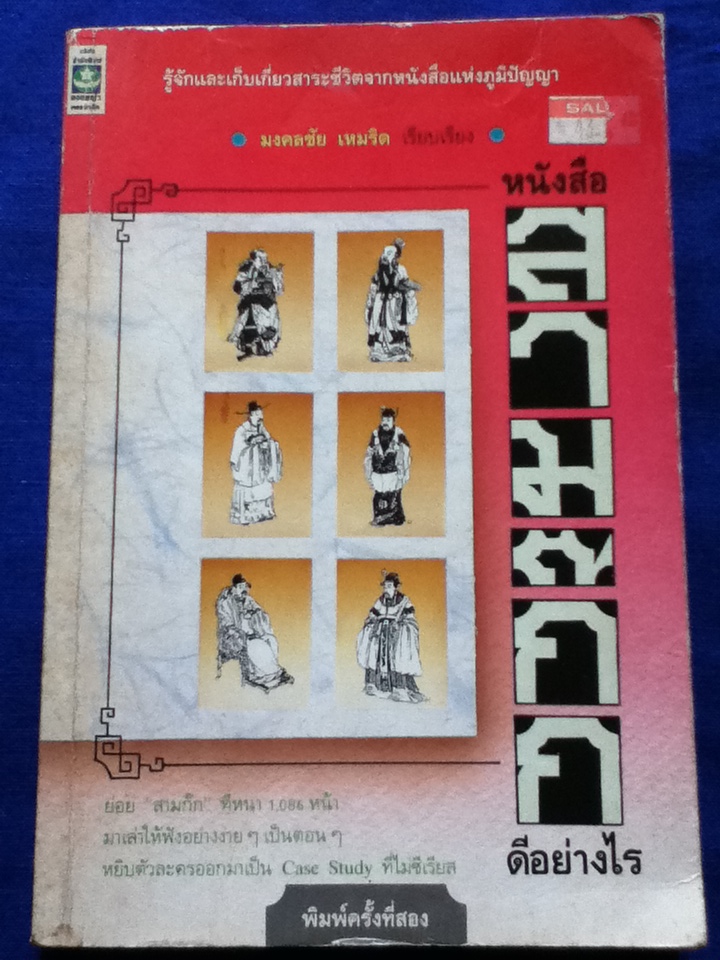 รู้จักและเก็บเกี่ยวสาระชีวิตจากหนังสือแห่งภูมิปัญญา
SAL
มงคลชัย เหมริด เรียบเรียง
หนังสือ
สามก๊ก
ดีอย่างไร
ย่อย "สามก๊ก" ที่หนา 1,086 หน้า
มาเล่าให้ฟังอย่างง่าย ๆ เป็นตอน ๆ
หยิบตัวละครออกมาเป็น Case Study ที่ไม่ซีเรียส
พิมพ์ครั้งที่สอง